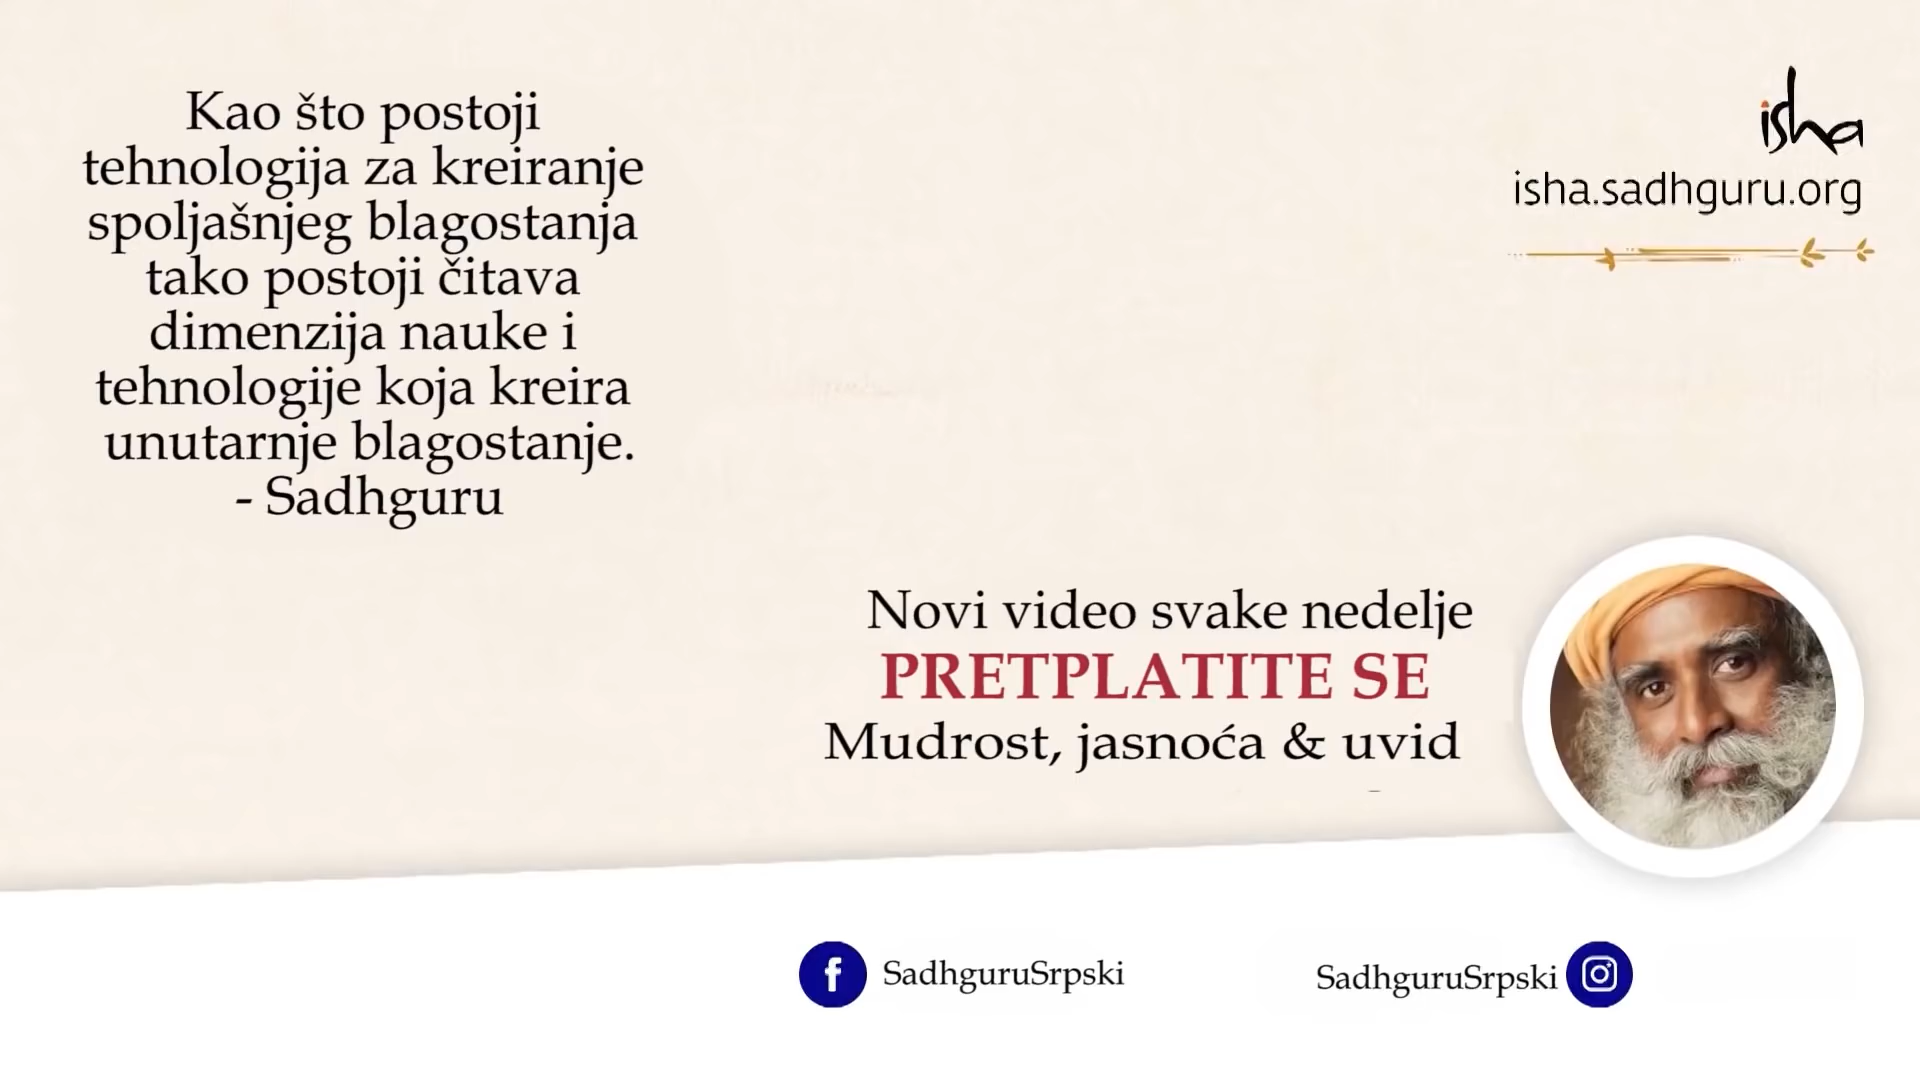 Kao što postoji
tehnologija za kreiranje
spoljašnjeg blagostanja
tako postoji čitava
dimenzija nauke i
tehnologije koja kreira
unutarnje blagostanje.
- Sadhguru
isha
isha.sadhguru.org
Novi video svake nedelje
PRETPLATITE SE
Mudrost, jasnoća & uvid
SadhguruSrpski
SadhguruSrpski